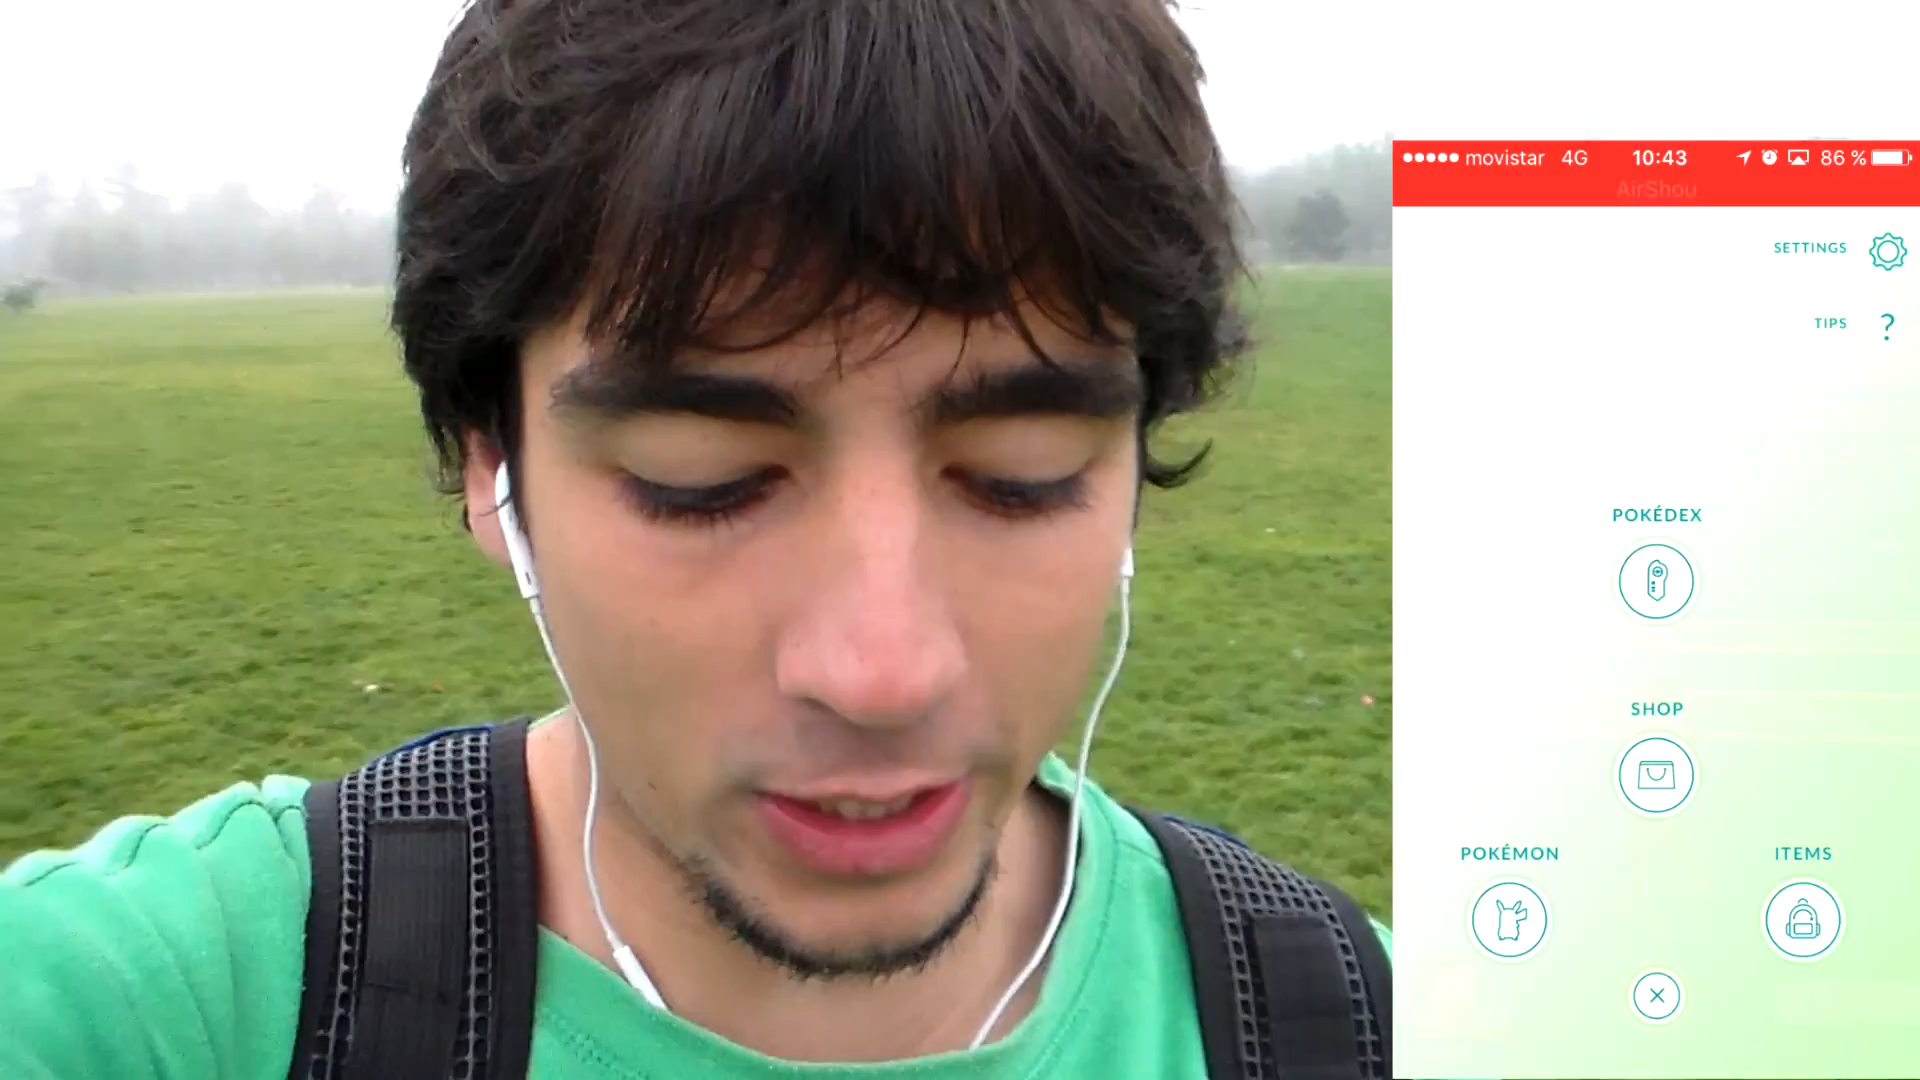 movistar 4G 10:43 86 %
AirShou
SETTINGS
TIPS ?
POKÉDEX
SHOP
POKÉMON ITEMS